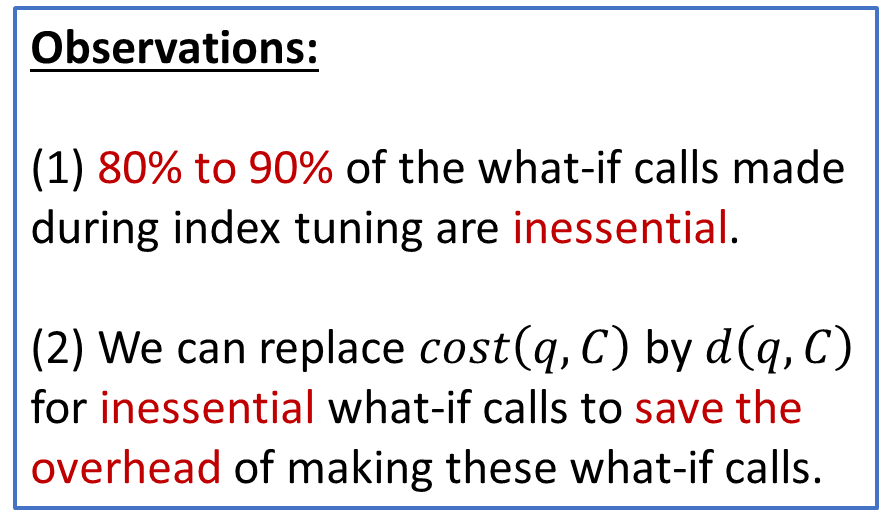 Observations:
(1) 80% to 90% of the what-if calls made
during index tuning are inessential.
(2) We can replace cost(q, C) by d(q, C)
for inessential what-if calls to save the
overhead of making these what-if calls.